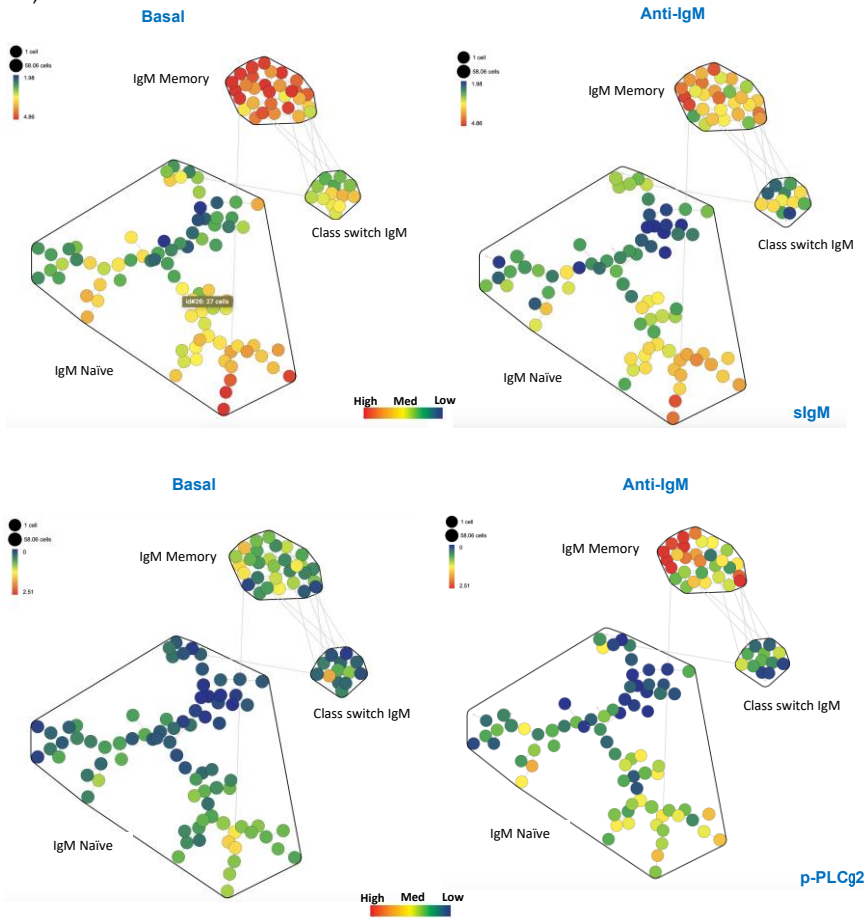 )
Basal
Anti-IgM
1 cell
58.06 cells
1.98
4.86
IgM Memory
Class switch IgM
id#26: 27 cells
IgM Naïve
1 cell
58.06 cells
1.98
4.86
IgM Memory
Class switch IgM
IgM Naïve
High Med Low
sIgM
Basal
Anti-IgM
1 cell
58.06 cells
0
2.51
IgM Memory
Class switch IgM
IgM Naïve
1 cell
58.06 cells
0
2.51
IgM Memory
Class switch IgM
IgM Naïve
p-PLCg2
High Med Low